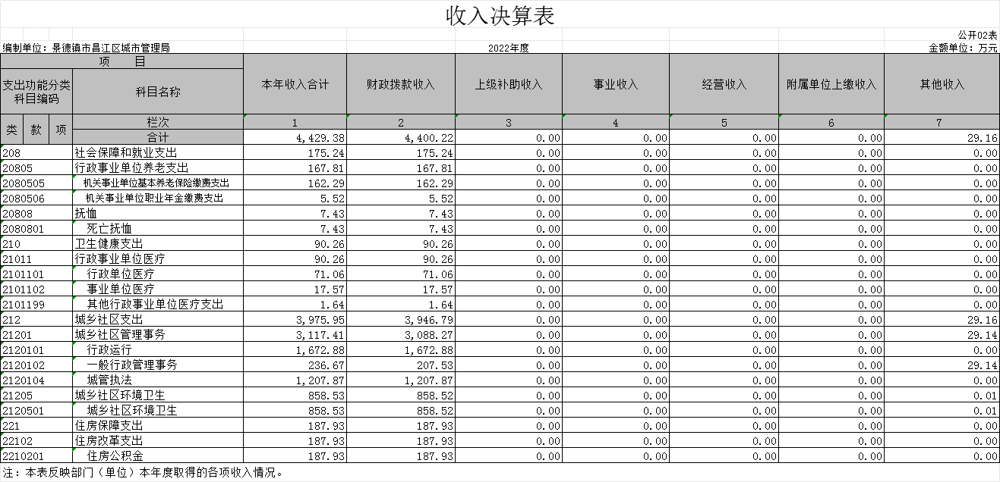 收入决算表
公开02表
编制单位：景德镇市昌江区城市管理局 2022年度 金额单位：万元
项 目 本年收入合计 财政拨款收入 上级补助收入 事业收入 经营收入 附属单位上缴收入 其他收入
支出功能分类科目编码 科目名称
类 款 项 栏次 1 2 3 4 5 6 7
合计 4,429.38 4,400.22 0.00 0.00 0.00 0.00 29.16
208 社会保障和就业支出 175.24 175.24 0.00 0.00 0.00 0.00 0.00
20805 行政事业单位养老支出 167.81 167.81 0.00 0.00 0.00 0.00 0.00
2080505 机关事业单位基本养老保险缴费支出 162.29 162.29 0.00 0.00 0.00 0.00 0.00
2080506 机关事业单位职业年金缴费支出 5.52 5.52 0.00 0.00 0.00 0.00 0.00
20808 抚恤 7.43 7.43 0.00 0.00 0.00 0.00 0.00
2080801 死亡抚恤 7.43 7.43 0.00 0.00 0.00 0.00 0.00
210 卫生健康支出 90.26 90.26 0.00 0.00 0.00 0.00 0.00
21011 行政事业单位医疗 90.26 90.26 0.00 0.00 0.00 0.00 0.00
2101101 行政单位医疗 71.06 71.06 0.00 0.00 0.00 0.00 0.00
2101102 事业单位医疗 17.57 17.57 0.00 0.00 0.00 0.00 0.00
2101199 其他行政事业单位医疗支出 1.64 1.64 0.00 0.00 0.00 0.00 0.00
212 城乡社区支出 3,975.95 3,946.79 0.00 0.00 0.00 0.00 29.16
21201 城乡社区管理事务 3,117.41 3,088.27 0.00 0.00 0.00 0.00 29.14
2120101 行政运行 1,672.88 1,672.88 0.00 0.00 0.00 0.00 0.00
2120102 一般行政管理事务 236.67 207.53 0.00 0.00 0.00 0.00 29.14
2120104 城管执法 1,207.87 1,207.87 0.00 0.00 0.00 0.00 0.00
21205 城乡社区环境卫生 858.53 858.52 0.00 0.00 0.00 0.00 0.01
2120501 城乡社区环境卫生 858.53 858.52 0.00 0.00 0.00 0.00 0.01
221 住房保障支出 187.93 187.93 0.00 0.00 0.00 0.00 0.00
22102 住房改革支出 187.93 187.93 0.00 0.00 0.00 0.00 0.00
2210201 住房公积金 187.93 187.93 0.00 0.00 0.00 0.00 0.00
注：本表反映部门（单位）本年度取得的各项收入情况。